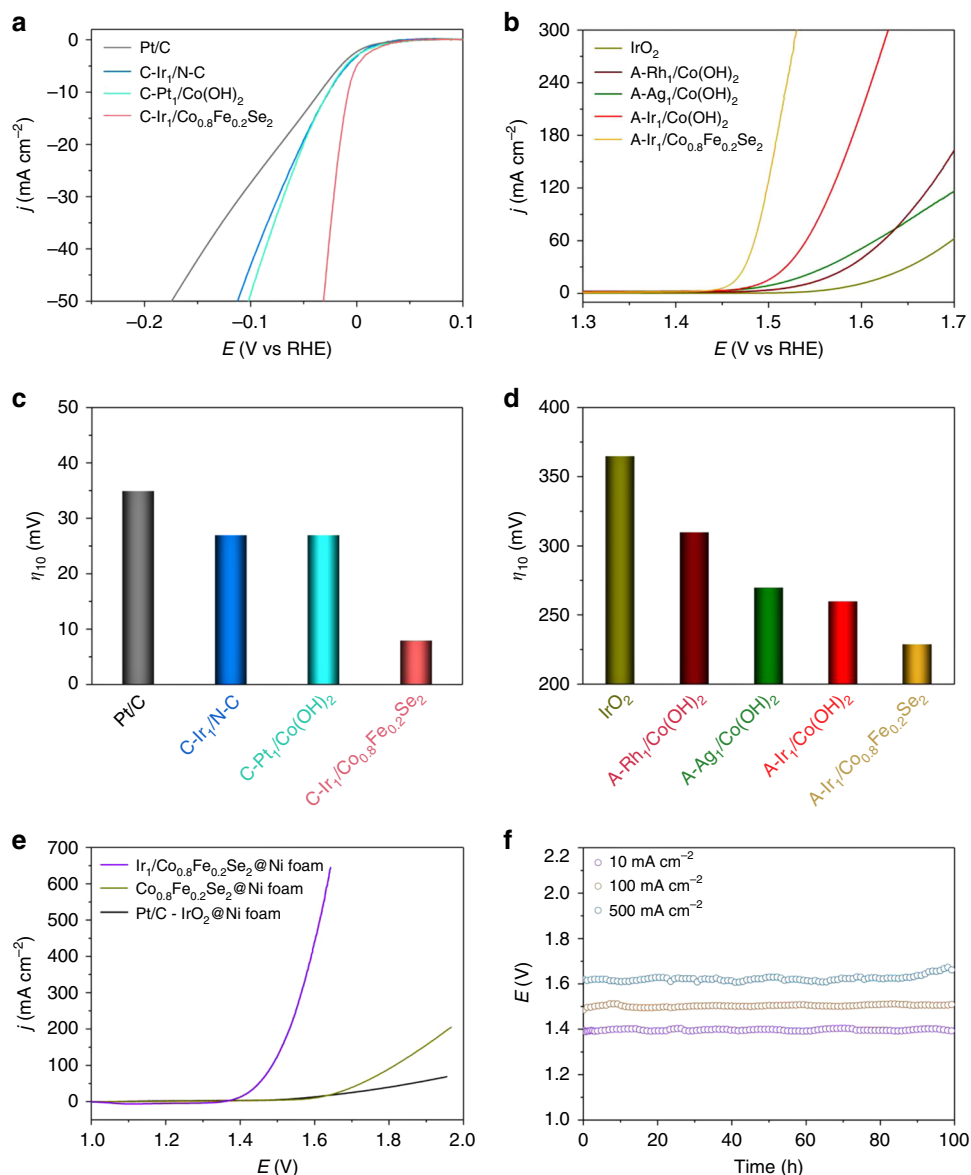 a
0
−10
−20
−30
−40
−50
j (mA cm⁻²)
Pt/C
C-Ir₁/N-C
C-Pt₁/Co(OH)₂
C-Ir₁/Co₀.₈Fe₀.₂Se₂
−0.2 −0.1 0 0.1
E (V vs RHE)
b
300
240
180
120
60
0
j (mA cm⁻²)
IrO₂
A-Rh₁/Co(OH)₂
A-Ag₁/Co(OH)₂
A-Ir₁/Co(OH)₂
A-Ir₁/Co₀.₈Fe₀.₂Se₂
1.3 1.4 1.5 1.6 1.7
E (V vs RHE)
c
50
40
30
20
10
0
η₁₀ (mV)
Pt/C
C-Ir₁/N-C
C-Pt₁/Co(OH)₂
C-Ir₁/Co₀.₈Fe₀.₂Se₂
d
400
350
300
250
200
η₁₀ (mV)
IrO₂
A-Rh₁/Co(OH)₂
A-Ag₁/Co(OH)₂
A-Ir₁/Co(OH)₂
A-Ir₁/Co₀.₈Fe₀.₂Se₂
e
700
600
500
400
300
200
100
0
j (mA cm⁻²)
Ir₁/Co₀.₈Fe₀.₂Se₂@Ni foam
Co₀.₈Fe₀.₂Se₂@Ni foam
Pt/C - IrO₂@Ni foam
1.0 1.2 1.4 1.6 1.8 2.0
E (V)
f
2.2
2.0
1.8
1.6
1.4
1.2
1.0
E (V)
10 mA cm⁻²
100 mA cm⁻²
500 mA cm⁻²
0 20 40 60 80 100
Time (h)